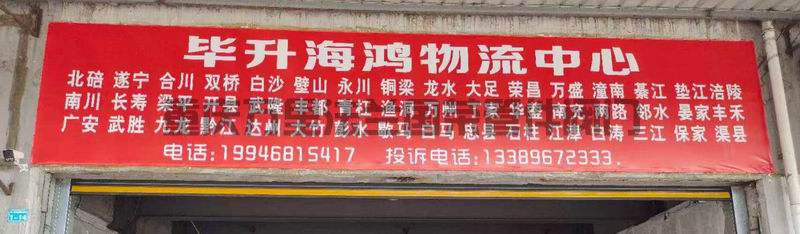 毕升海鸿物流中心
北碚 遂宁 合川 双桥 白沙 璧山 永川 铜梁 龙水 大足 荣昌 万盛 潼南 綦江 垫江 涪陵
南川 长寿 梁平 开县 武隆 丰都 青杠 渔洞 万州 华蓥 南充 两路 邻水 晏家 丰禾
广安 武胜 九龙 黔江 达州 大竹 彭水 歇马 白马 忠县 石柱 江津 白涛 三江 保家 渠县
电话:19946815417 投诉电话:13389672333.
1-14